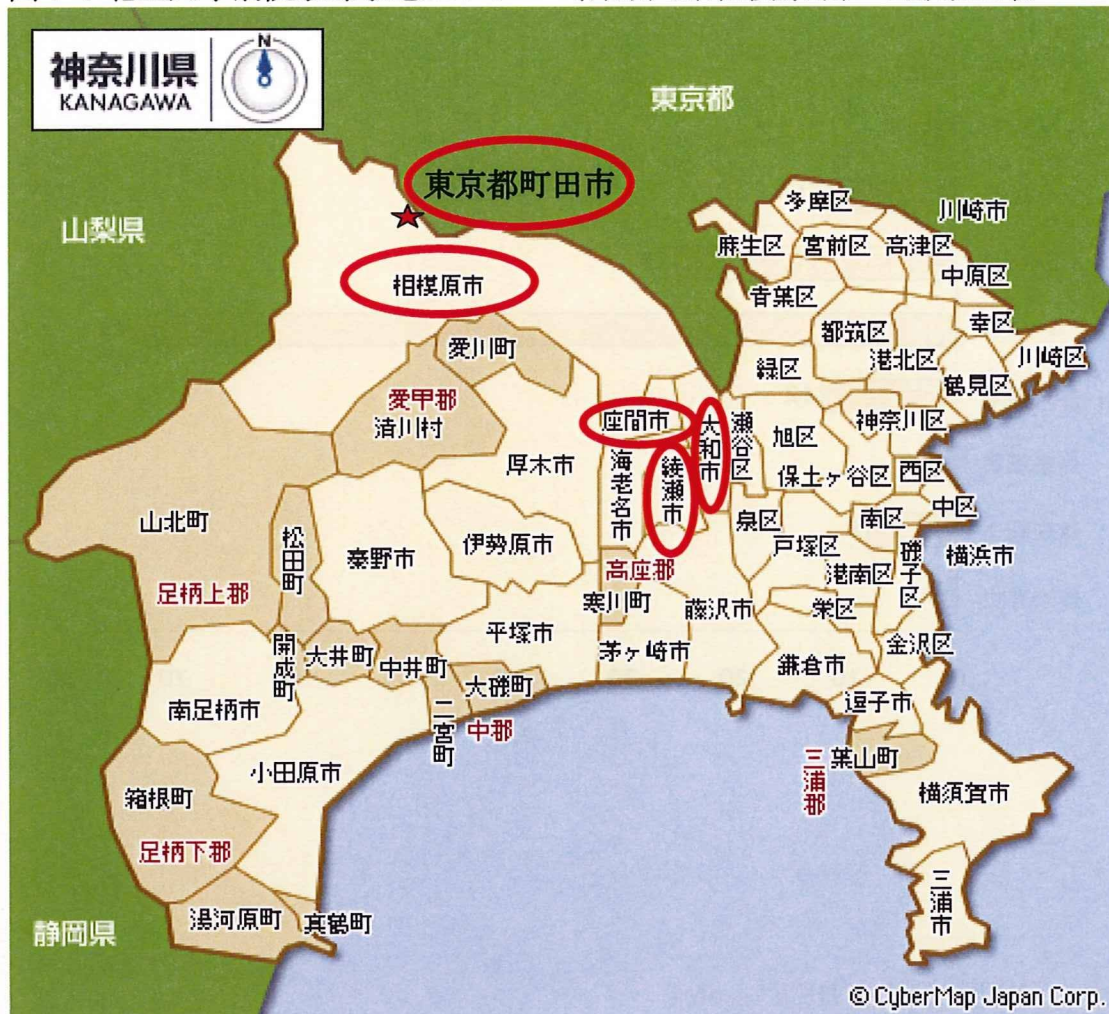 神奈川県
KANAGAWA
N
東京都
東京都町田市
山梨県
相模原市
多摩区
川崎市
麻生区
宮前区
高津区
中原区
青葉区
幸区
都筑区
港北区
川崎区
緑区
鶴見区
愛川町
愛甲郡
清川村
座間市
大和市
瀬谷区
旭区
神奈川区
厚木市
海老名市
綾瀬市
保土ヶ谷区
西区
中区
山北町
松田町
秦野市
伊勢原市
泉区
南区
戸塚区
磯子区
横浜市
足柄上郡
高座郡
港南区
寒川町
藤沢市
栄区
開成町
大井町
中井町
平塚市
茅ヶ崎市
鎌倉市
金沢区
南足柄市
二宮町
大磯町
中郡
逗子市
小田原市
三浦郡
葉山町
箱根町
横須賀市
足柄下郡
三浦市
湯河原町
真鶴町
静岡県
© CyberMap Japan Corp.